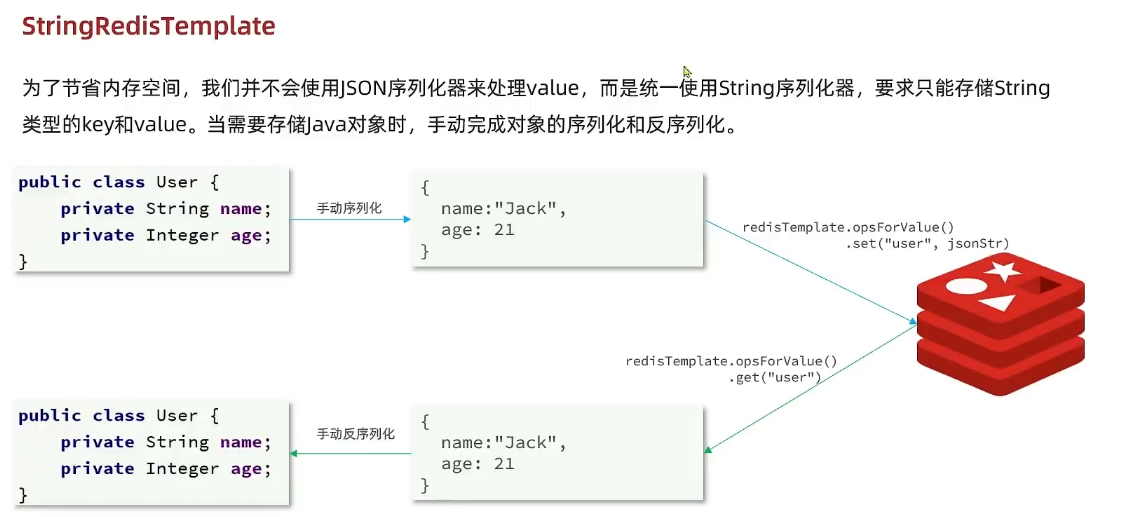 StringRedisTemplate
为了节省内存空间，我们并不会使用JSON序列化器来处理value，而是统一使用String序列化器，要求只能存储String
类型的key和value。当需要存储Java对象时，手动完成对象的序列化和反序列化。
public class User {
    private String name;
    private Integer age;
}
手动序列化
{
  name:"Jack",
  age: 21
}
redisTemplate.opsForValue()
.set("user", jsonStr)
redisTemplate.opsForValue()
.get("user")
public class User {
    private String name;
    private Integer age;
}
手动反序列化
{
  name:"Jack",
  age: 21
}